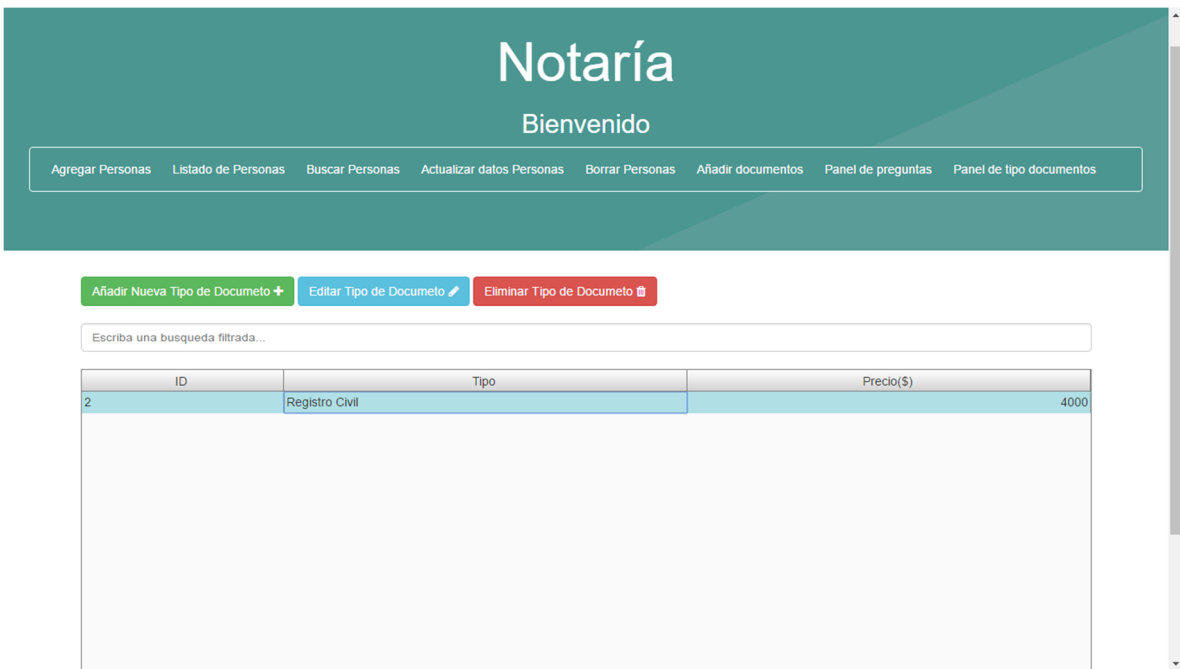 Notaría
Bienvenido
Agregar Personas Listado de Personas Buscar Personas Actualizar datos Personas Borrar Personas Añadir documentos Panel de preguntas Panel de tipo documentos
Añadir Nueva Tipo de Documeto Editar Tipo de Documeto Eliminar Tipo de Documeto
Escriba una busqueda filtrada...
ID Tipo Precio($)
2 Registro Civil 4000